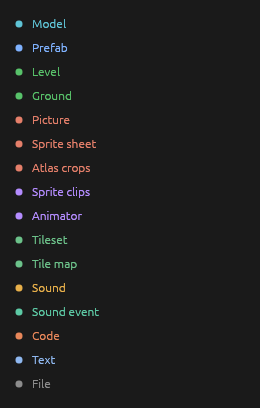 Model
Prefab
Level
Ground
Picture
Sprite sheet
Atlas crops
Sprite clips
Animator
Tileset
Tile map
Sound
Sound event
Code
Text
File